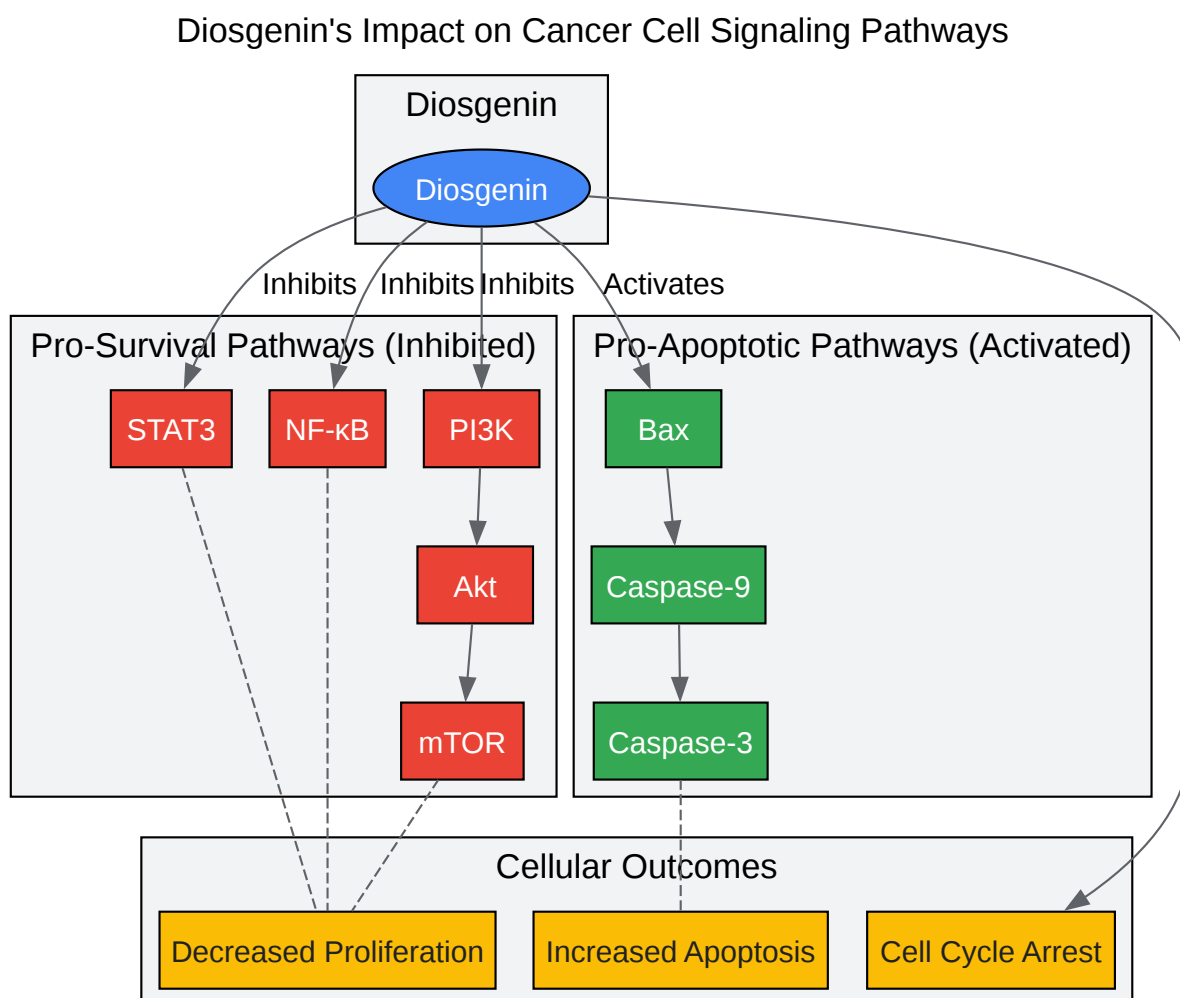 Diosgenin's Impact on Cancer Cell Signaling Pathways
Diosgenin
Diosgenin
Inhibits
Inhibits
Inhibits
Activates
Pro-Survival Pathways (Inhibited)
Pro-Apoptotic Pathways (Activated)
STAT3
NF-κB
PI3K
Bax
Akt
Caspase-9
mTOR
Caspase-3
Cellular Outcomes
Decreased Proliferation
Increased Apoptosis
Cell Cycle Arrest